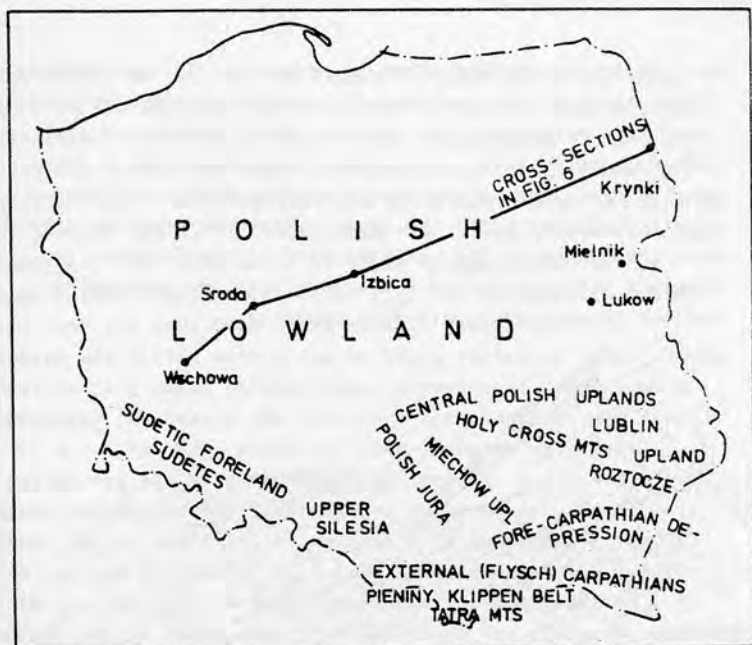 CROSS-SECTIONS
IN FIG. 6
Krynki
POLISH
Mielnik
Izbica
Sroda
Lukow
LOWLAND
Wschowa
CENTRAL POLISH UPLANDS
LUBLIN
HOLY CROSS MTS UPLAND
ROZTOCZE
MIECHOW UPL
POLISH JURA
SUDETIC FORELAND
SUDETES
UPPER
SILESIA
FORE-CARPATHIAN DE-
PRESSION
EXTERNAL (FLYSCH) CARPATHIANS
PIENINY KLIPPEN BELT
TATRA MTS